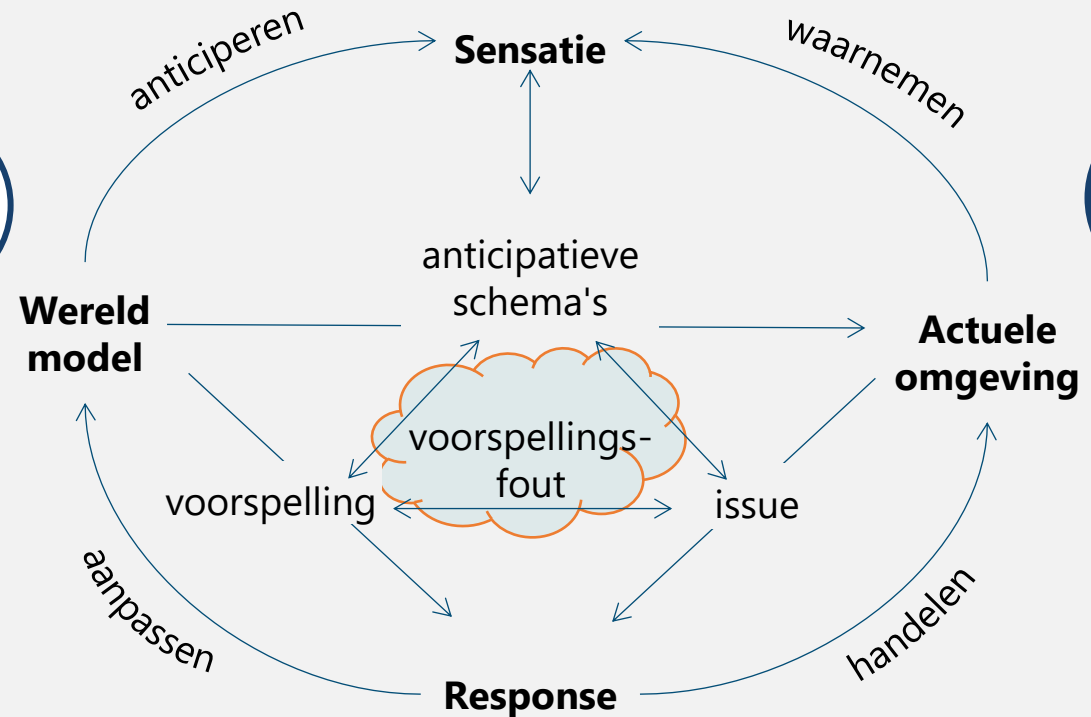 anticiperen
Sensatie
waarnemen
anticipatieve
schema's
Wereld
model
Actuele
omgeving
voorspellings-
fout
voorspelling
issue
aanpassen
handelen
Response